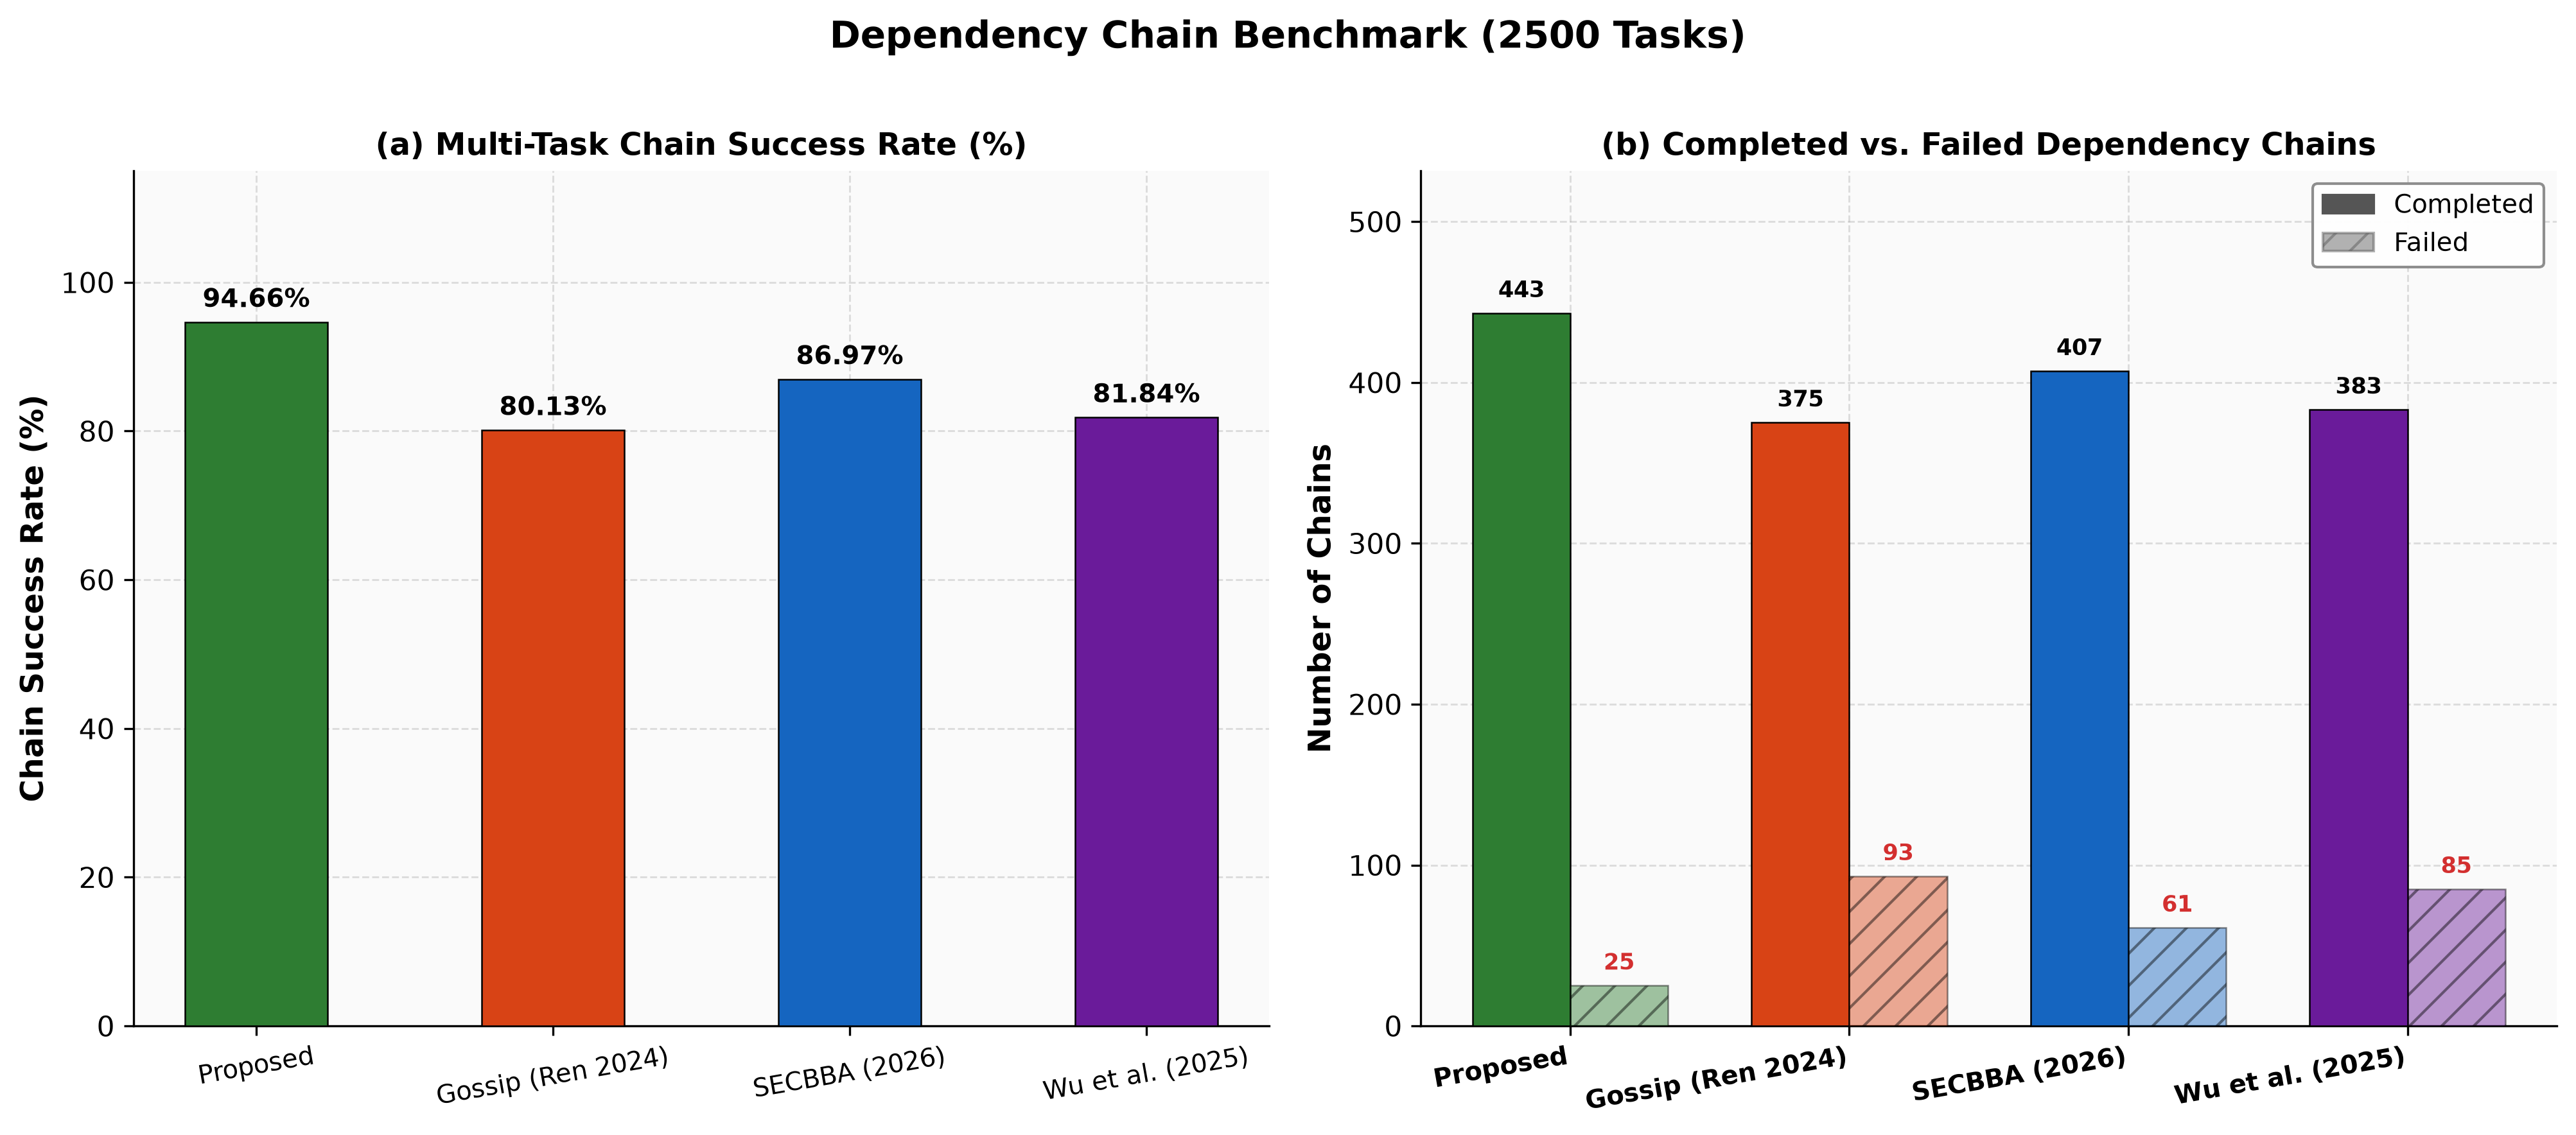 Dependency Chain Benchmark (2500 Tasks)
(a) Multi-Task Chain Success Rate (%)
Chain Success Rate (%)
100
80
60
40
20
0
94.66%
80.13%
86.97%
81.84%
Proposed
Gossip (Ren 2024)
SECBBA (2026)
Wu et al. (2025)
(b) Completed vs. Failed Dependency Chains
Completed
Failed
Number of Chains
500
400
300
200
100
0
443
25
375
93
407
61
383
85
Proposed
Gossip (Ren 2024)
SECBBA (2026)
Wu et al. (2025)